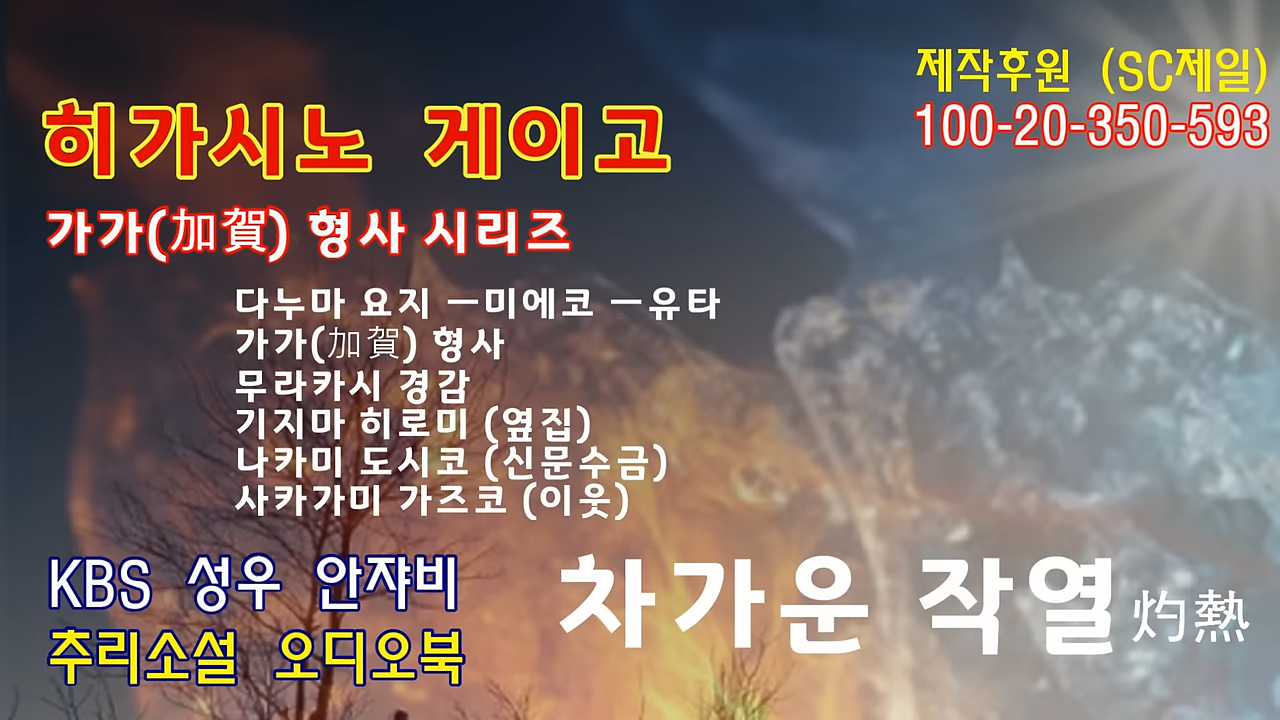 제작후원 (SC제일)
100-20-350-593
히가시노 게이고
가가(加賀) 형사 시리즈
다누마 요지 ㅡ미에코 ㅡ유타
가가(加賀) 형사
무라카시 경감
기지마 히로미 (옆집)
나카미 도시코 (신문수금)
사카가미 가즈코 (이웃)
KBS 성우 안쟈비
추리소설 오디오북
차가운 작열灼熱